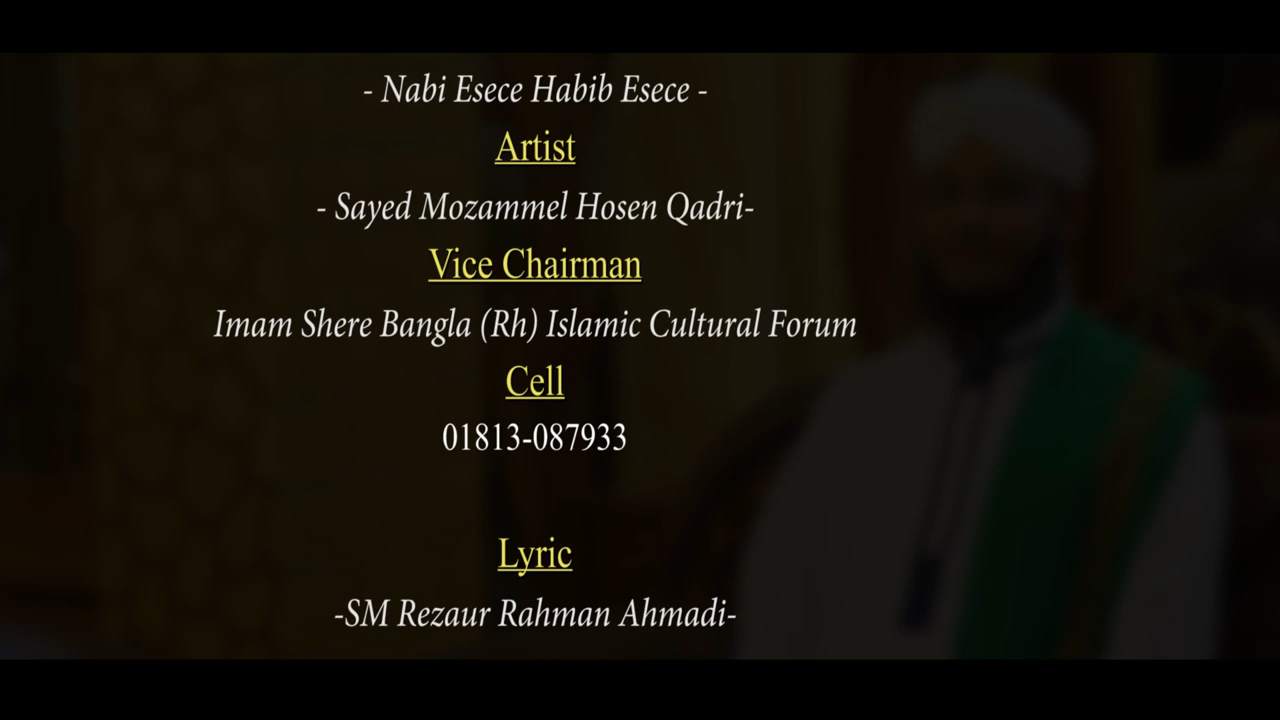 - Nabi Esece Habib Esece -
Artist
- Sayed Mozammel Hosen Qadri-
Vice Chairman
Imam Shere Bangla (Rh) Islamic Cultural Forum
Cell
01813-087933
Lyric
-SM Rezaur Rahman Ahmadi-